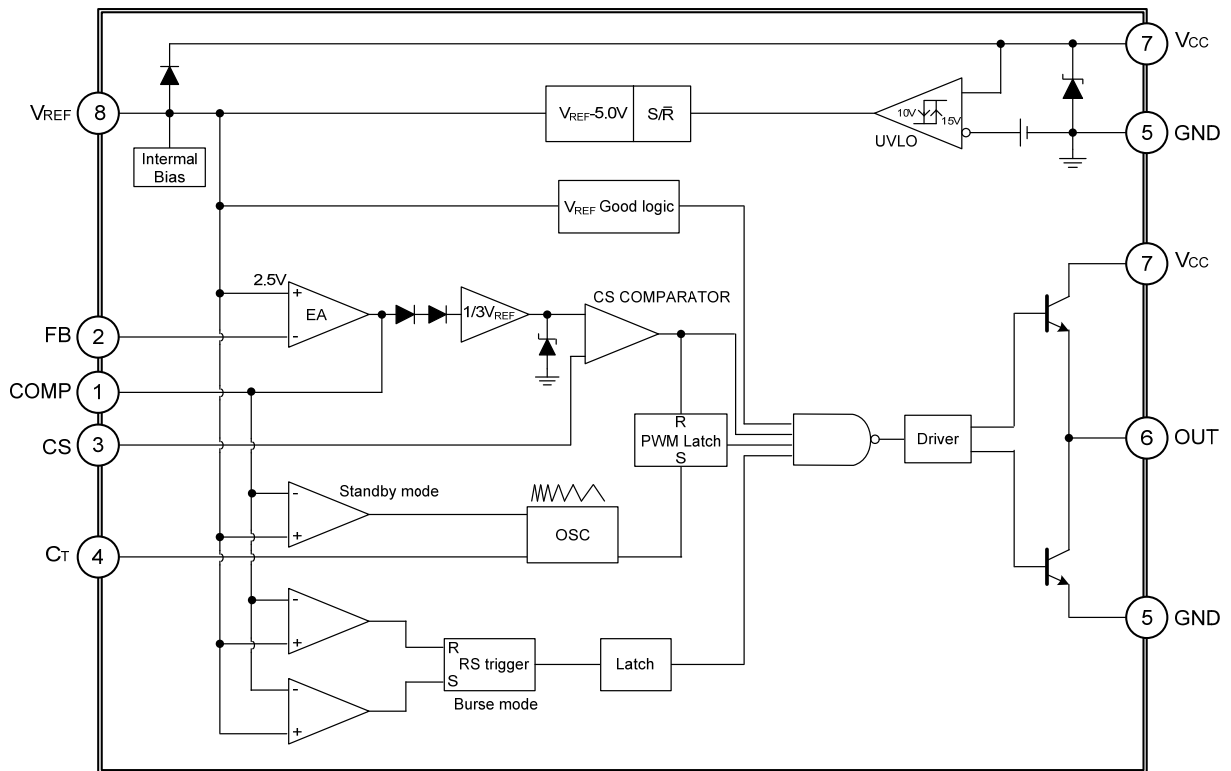 7 VCC
VREF 8
VREF-5.0V S/R̄
10V 15V
UVLO
5 GND
Intermal
Bias
VREF Good logic
7 VCC
2.5V
+
EA
-
1/3VREF
CS COMPARATOR
FB 2
COMP 1
CS 3
R
PWM Latch
S
Driver
6 OUT
-
+
Standby mode
OSC
CT 4
-
+
R
RS trigger
S
Latch
5 GND
-
+
Burse mode